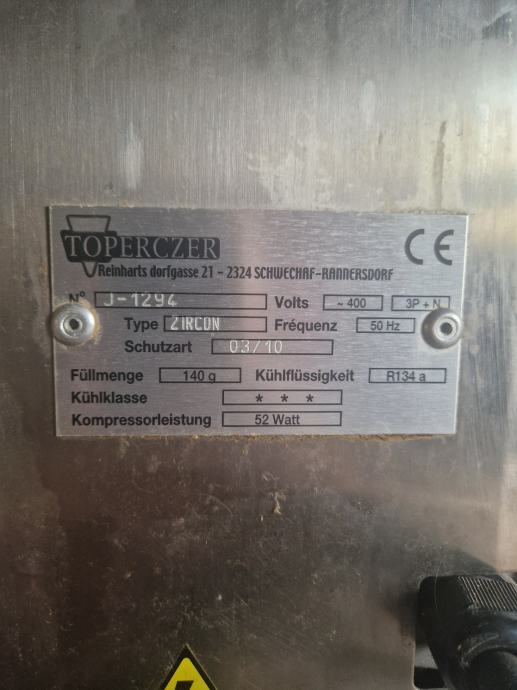 TOPERCZER CE
Reinharts dorfgasse 21 - 2324 SCHWECHAF-RANNERSDORF
N° J-1294 Volts ~ 400 3P + N
Type ZIRCON Fréquenz 50 Hz
Schutzart 03/10
Füllmenge 140 g Kühlflüssigkeit R134 a
Kühlklasse * * *
Kompressorleistung 52 Watt